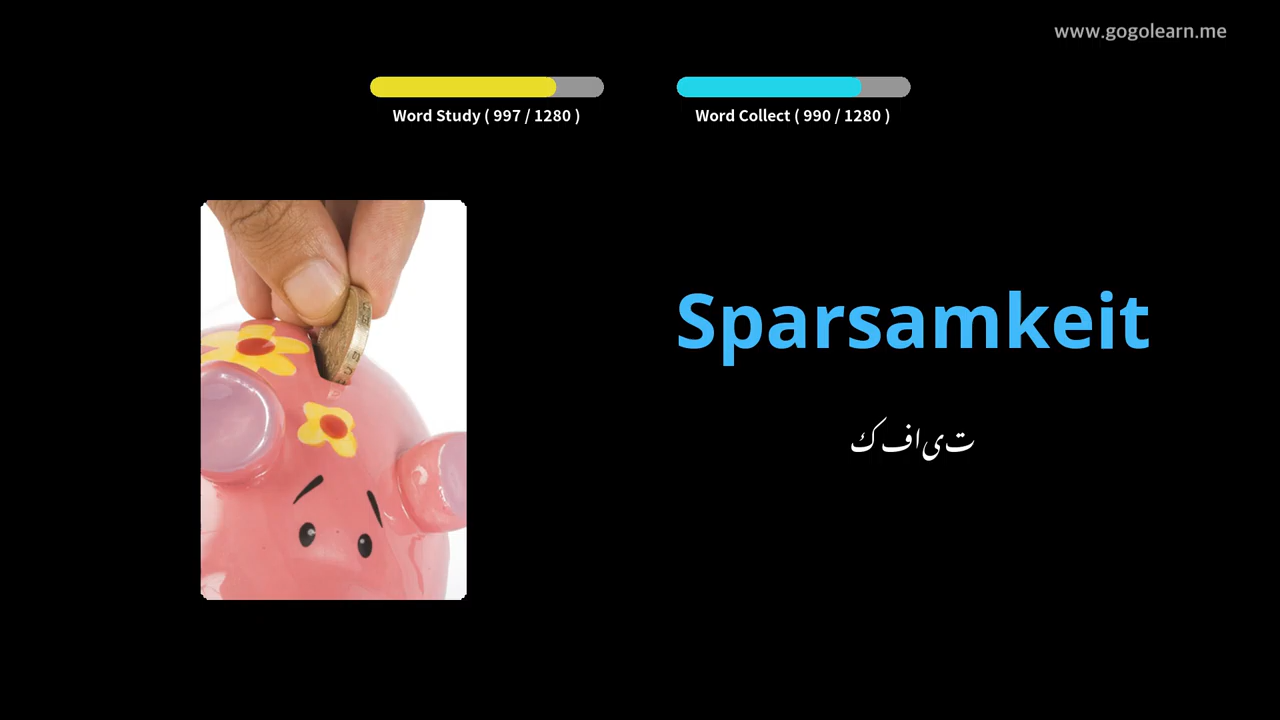 www.gogolearn.me
Word Study ( 997 / 1280 )
Word Collect ( 990 / 1280 )
Sparsamkeit
کفایت